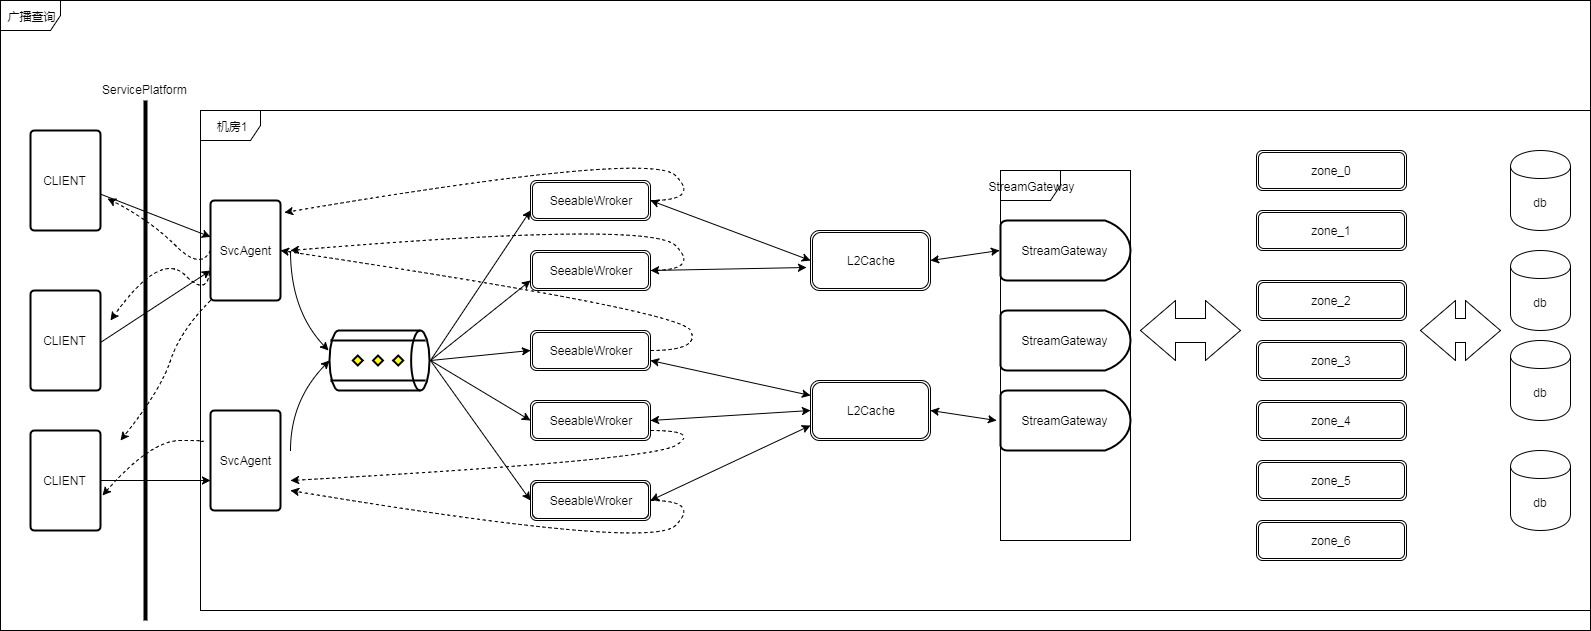 广播查询
ServicePlatform
机房1
CLIENT
CLIENT
CLIENT
SvcAgent
SvcAgent
SeeableWroker
SeeableWroker
SeeableWroker
SeeableWroker
SeeableWroker
L2Cache
L2Cache
StreamGateway
StreamGateway
StreamGateway
StreamGateway
zone_0
zone_1
zone_2
zone_3
zone_4
zone_5
zone_6
db
db
db
db